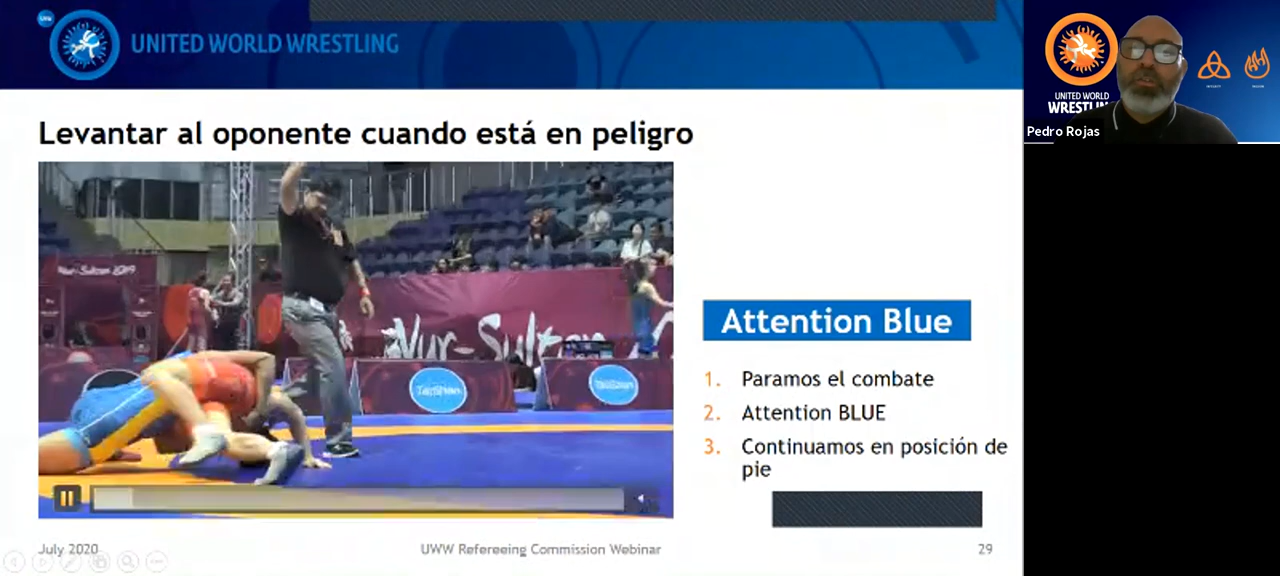 UNITED WORLD WRESTLING
Levantar al oponente cuando está en peligro
Nur-Sultan 2019
Nur-Sultan
Attention Blue
1. Paramos el combate
2. Attention BLUE
3. Continuamos en posición de
pie
July 2020
UWW Refereeing Commission Webinar
29
UNITED WORLD
WRESTLIN
Pedro Rojas